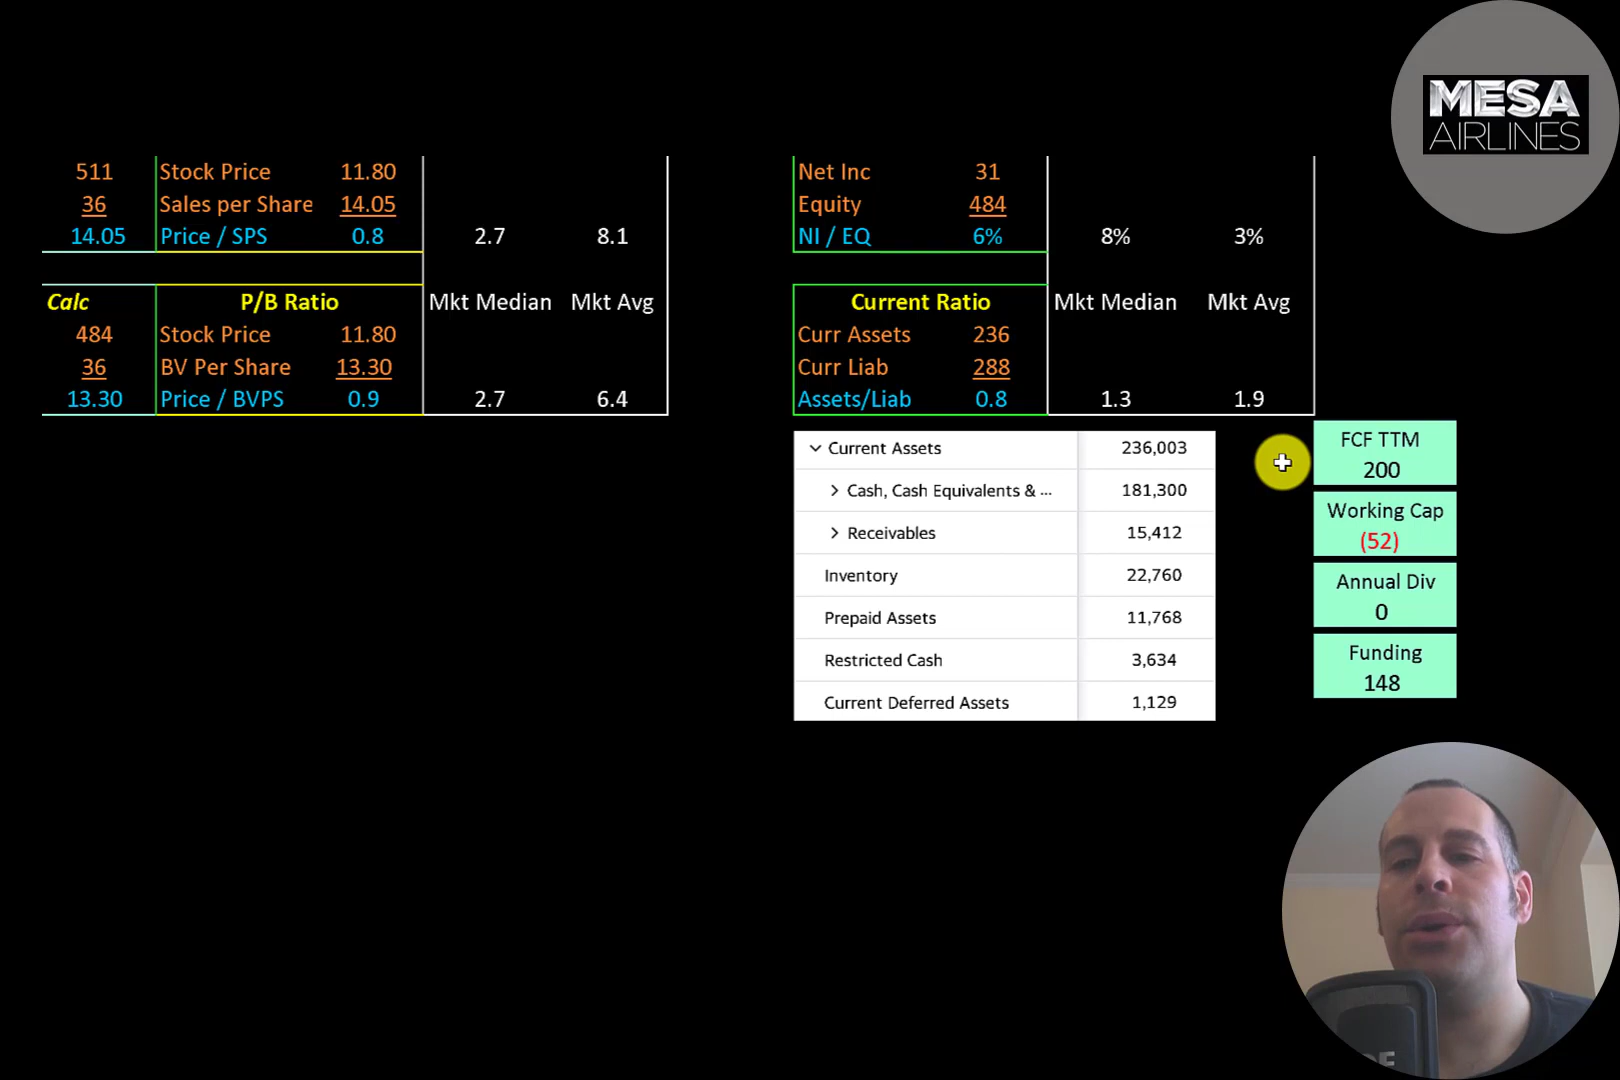 MESA
AIRLINES
511 Stock Price 11.80
36 Sales per Share 14.05
14.05 Price / SPS 0.8 2.7 8.1
Calc P/B Ratio Mkt Median Mkt Avg
484 Stock Price 11.80
36 BV Per Share 13.30
13.30 Price / BVPS 0.9 2.7 6.4
Net Inc 31
Equity 484
NI / EQ 6% 8% 3%
Current Ratio Mkt Median Mkt Avg
Curr Assets 236
Curr Liab 288
Assets/Liab 0.8 1.3 1.9
Current Assets 236,003
Cash, Cash Equivalents & ... 181,300
Receivables 15,412
Inventory 22,760
Prepaid Assets 11,768
Restricted Cash 3,634
Current Deferred Assets 1,129
FCF TTM
200
Working Cap
(52)
Annual Div
0
Funding
148